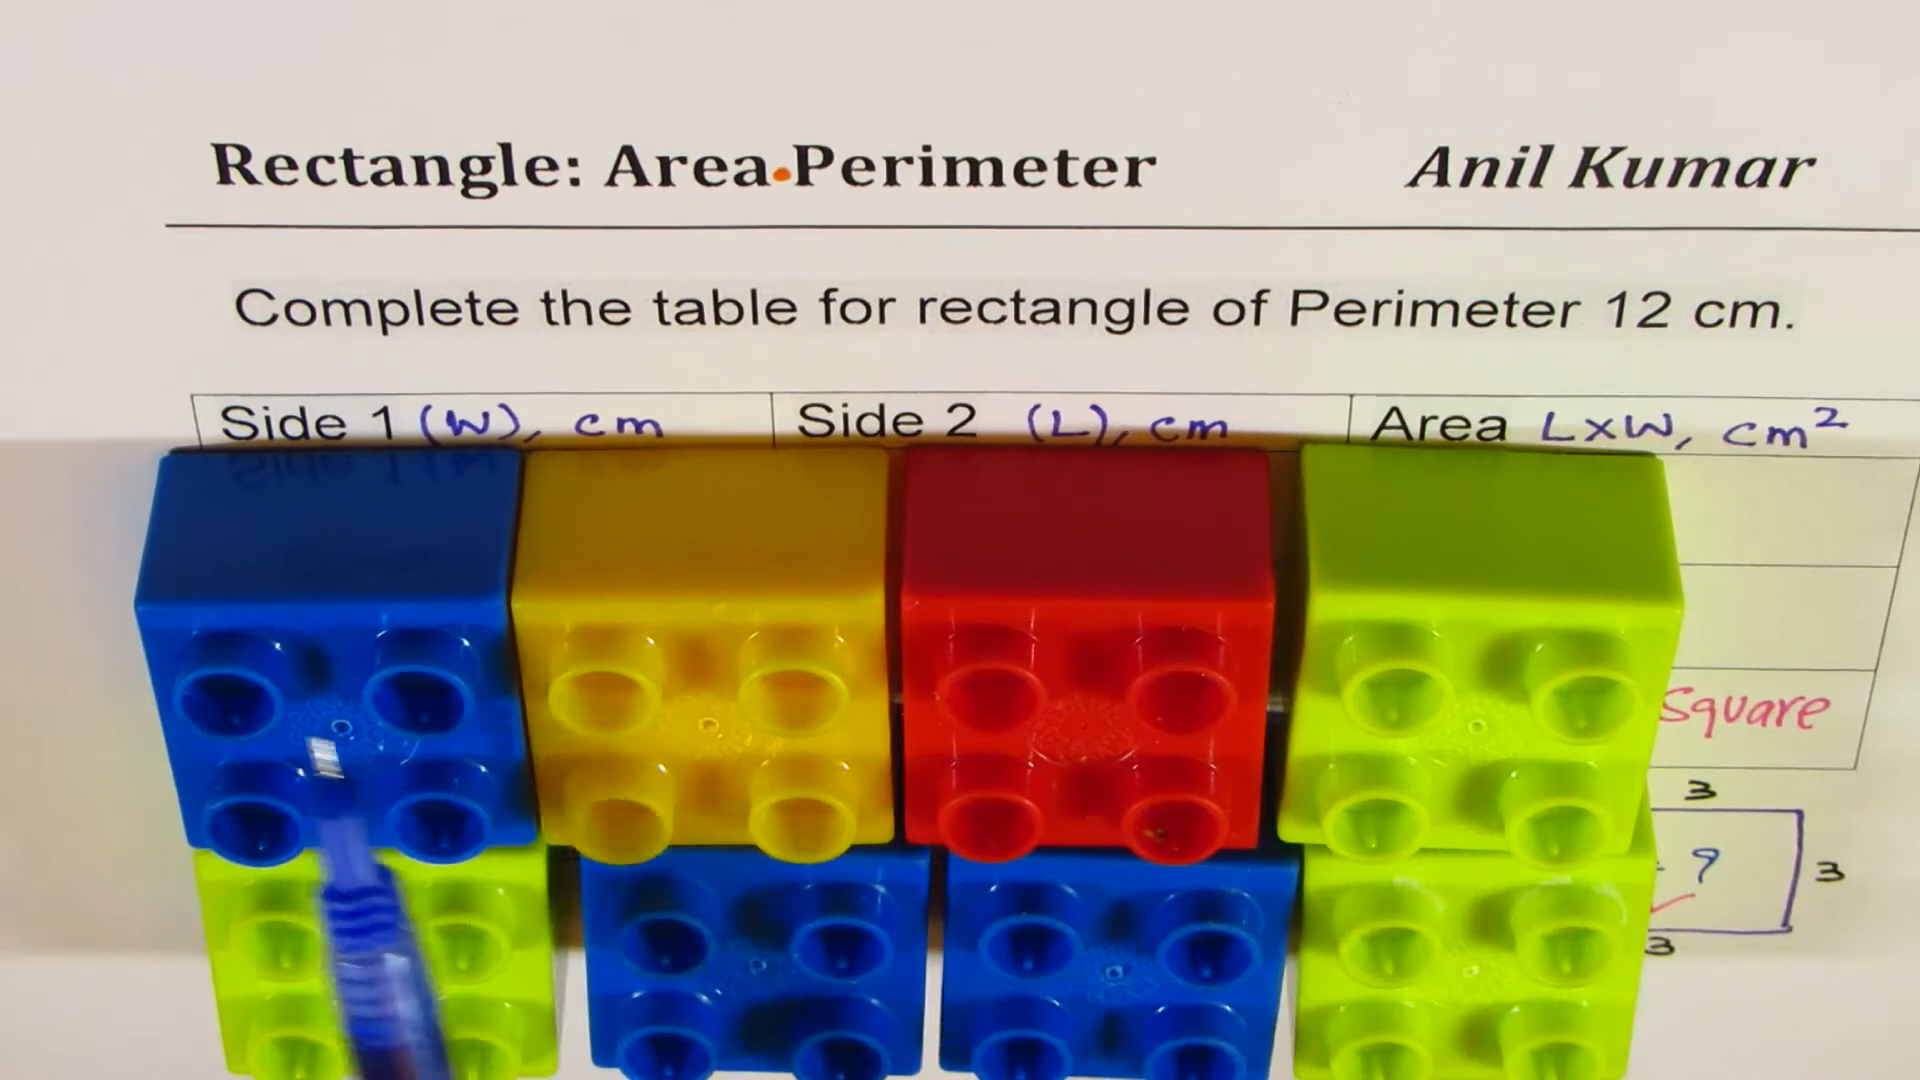 Rectangle: Area•Perimeter Anil Kumar
Complete the table for rectangle of Perimeter 12 cm.
Side 1 (W), cm Side 2 (L), cm Area L×W, cm²
Square
3
9 3
3